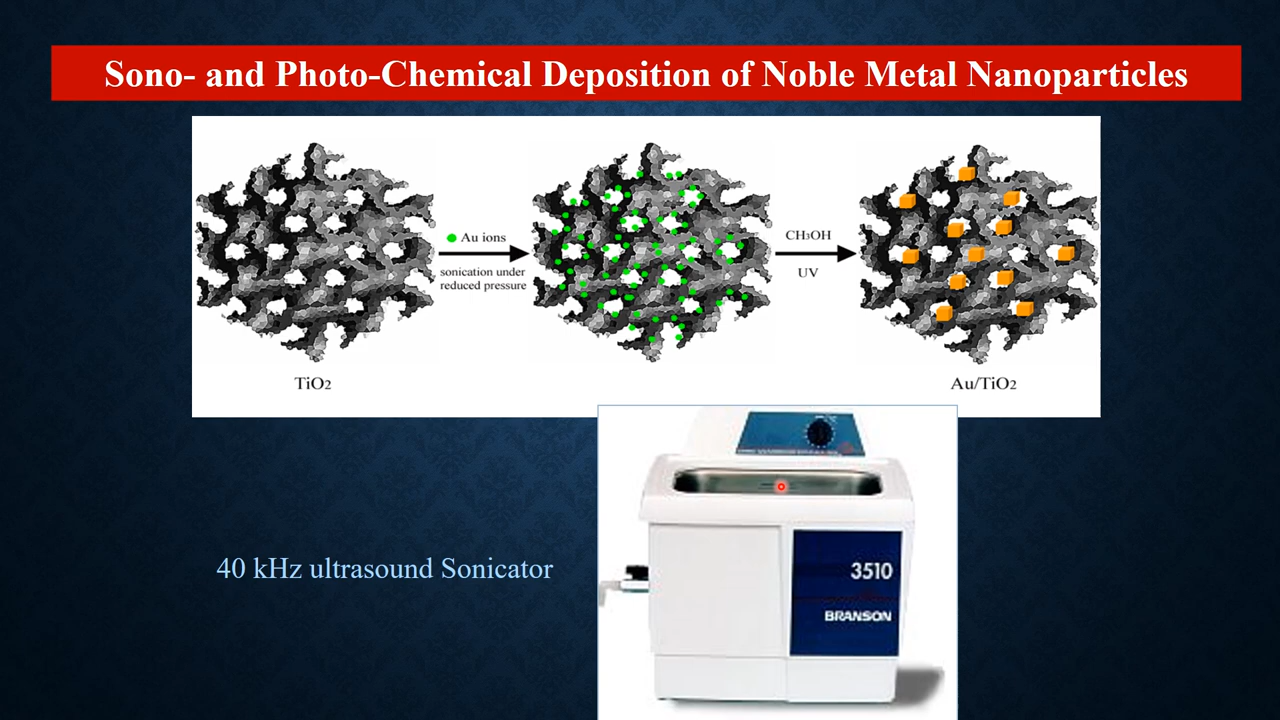 Sono- and Photo-Chemical Deposition of Noble Metal Nanoparticles
Au ions
sonication under
reduced pressure
CH3OH
UV
TiO2
Au/TiO2
40 kHz ultrasound Sonicator
3510
BRANSON